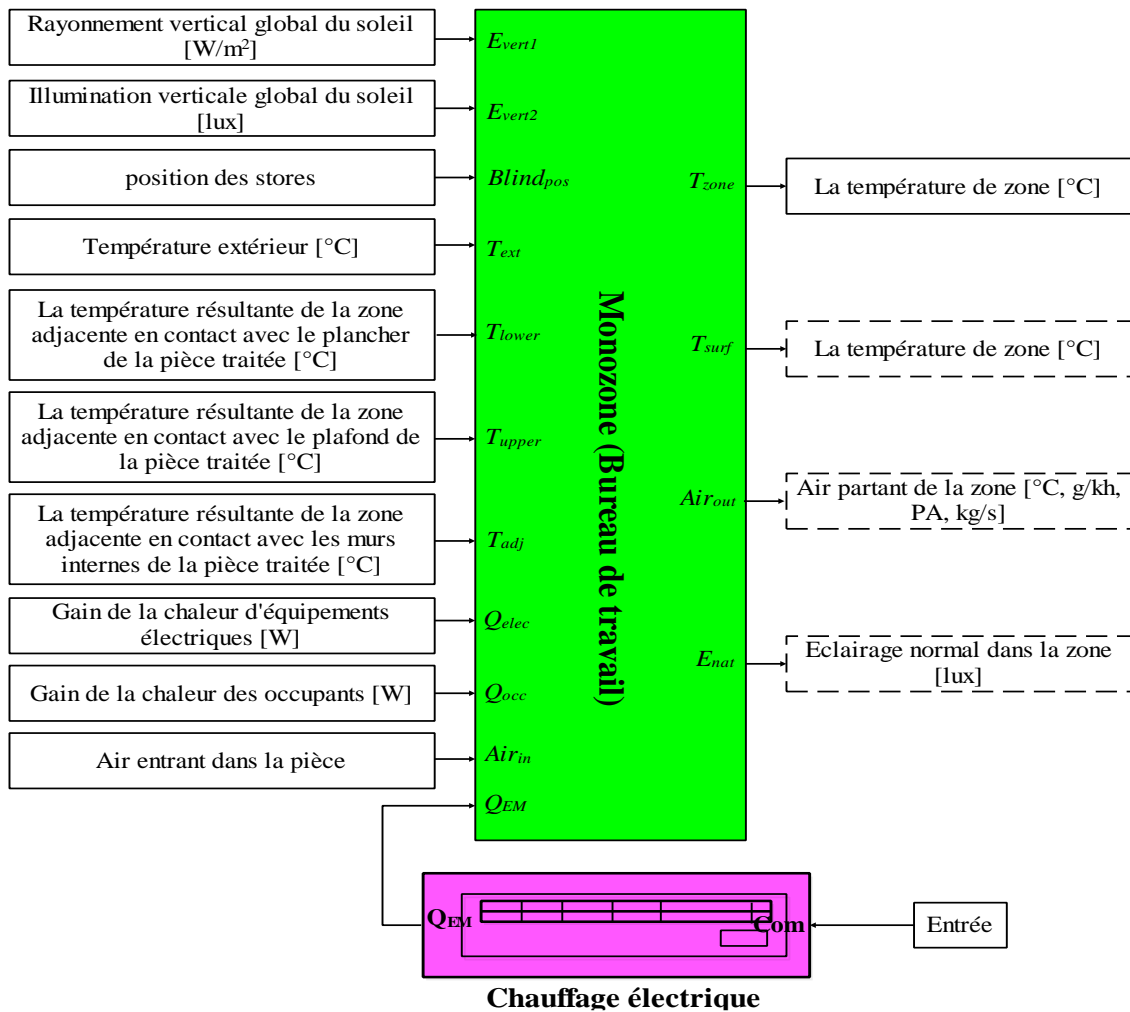 Rayonnement vertical global du soleil
[W/m²]
Illumination verticale global du soleil
[lux]
position des stores
Température extérieur [°C]
La température résultante de la zone
adjacente en contact avec le plancher
de la pièce traitée [°C]
La température résultante de la zone
adjacente en contact avec le plafond de
la pièce traitée [°C]
La température résultante de la zone
adjacente en contact avec les murs
internes de la pièce traitée [°C]
Gain de la chaleur d'équipements
électriques [W]
Gain de la chaleur des occupants [W]
Air entrant dans la pièce
Evert1
Evert2
Blindpos
Text
Tlower
Tupper
Tadj
Qelec
Qocc
Airin
QEM
Monozone (Bureau de travail)
Tzone
Tsurf
Airout
Enat
La température de zone [°C]
La température de zone [°C]
Air partant de la zone [°C, g/kh,
PA, kg/s]
Eclairage normal dans la zone
[lux]
QEM
Com
Entrée
Chauffage électrique